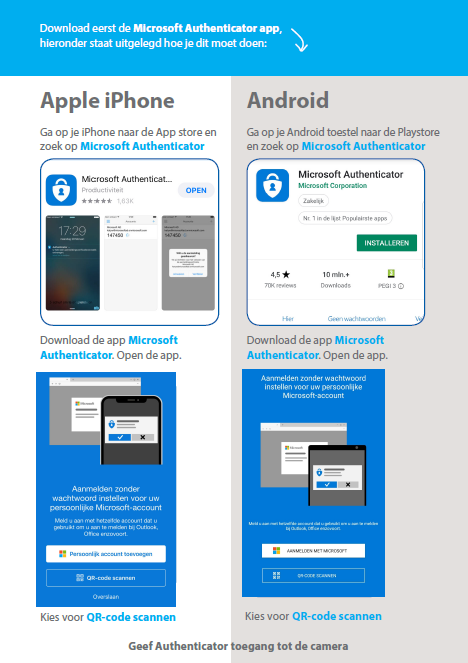 Download eerst de Microsoft Authenticator app,
hieronder staat uitgelegd hoe je dit moet doen:
Apple iPhone
Ga op je iPhone naar de App store en
zoek op Microsoft Authenticator
Microsoft Authenticat...
Productiviteit
1,63K
OPEN
17:29
147450
147450
Download de app Microsoft
Authenticator. Open de app.
Microsoft
Aanmelden zonder
wachtwoord instellen voor uw
persoonlijke Microsoft-account
Meld u aan met hetzelfde account dat u
gebruikt om u aan te melden bij Outlook,
Office enzovoort.
Persoonlijk account toevoegen
QR-code scannen
Overslaan
Kies voor QR-code scannen
Android
Ga op je Android toestel naar de Playstore
en zoek op Microsoft Authenticator
Microsoft Authenticator
Microsoft Corporation
Zakelijk
Nr. 1 in de lijst Populairste apps
INSTALLEREN
4,5 ★
70K reviews
10 mln.+
Downloads
PEGI 3
Hier
Geen wachtwoorden
Ve
Download de app Microsoft
Authenticator. Open de app.
Aanmelden zonder wachtwoord
instellen voor uw persoonlijke
Microsoft-account
Microsoft
Meld u aan met hetzelfde account dat u gebruikt om u aan te melden
bij Outlook, Office enzovoort.
AANMELDEN MET MICROSOFT
QR-CODE SCANNEN
Kies voor QR-code scannen
Geef Authenticator toegang tot de camera